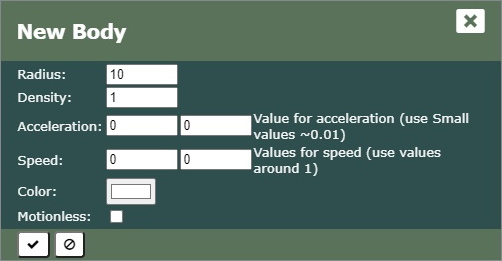 New Body
Radius: 10
Density: 1
Acceleration: 0 0 Value for acceleration (use Small
values ~0.01)
Speed: 0 0 Values for speed (use values
around 1)
Color:
Motionless: